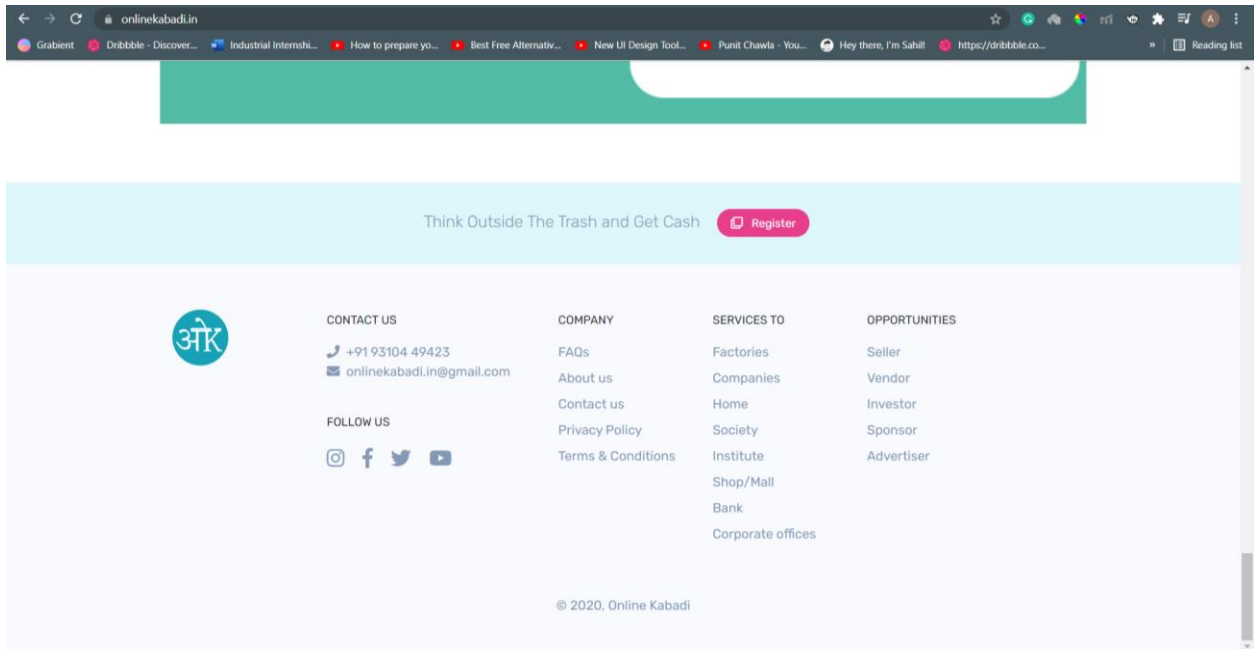 onlinekabadi.in
Grabient
Dribbble - Discover...
Industrial Internshi...
How to prepare yo...
Best Free Alternativ...
New UI Design Tool...
Punit Chawla - You...
Hey there, I'm Sahil!
https://dribbble.co...
»
Reading list
Think Outside The Trash and Get Cash
Register
ओK
CONTACT US
+91 93104 49423
onlinekabadi.in@gmail.com
FOLLOW US
COMPANY
FAQs
About us
Contact us
Privacy Policy
Terms & Conditions
SERVICES TO
Factories
Companies
Home
Society
Institute
Shop/Mall
Bank
Corporate offices
OPPORTUNITIES
Seller
Vendor
Investor
Sponsor
Advertiser
© 2020, Online Kabadi